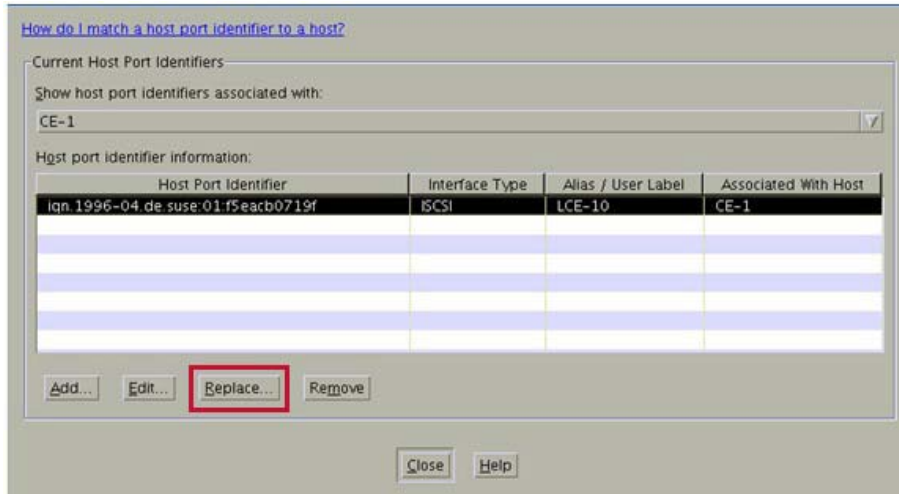 How do I match a host port identifier to a host?
Current Host Port Identifiers
Show host port identifiers associated with:
CE-1
Host port identifier information:
Host Port Identifier Interface Type Alias / User Label Associated With Host
iqn.1996-04.de.suse:01:f5eacb0719f ISCSI LCE-10 CE-1
Add... Edit... Replace... Remove
Close Help